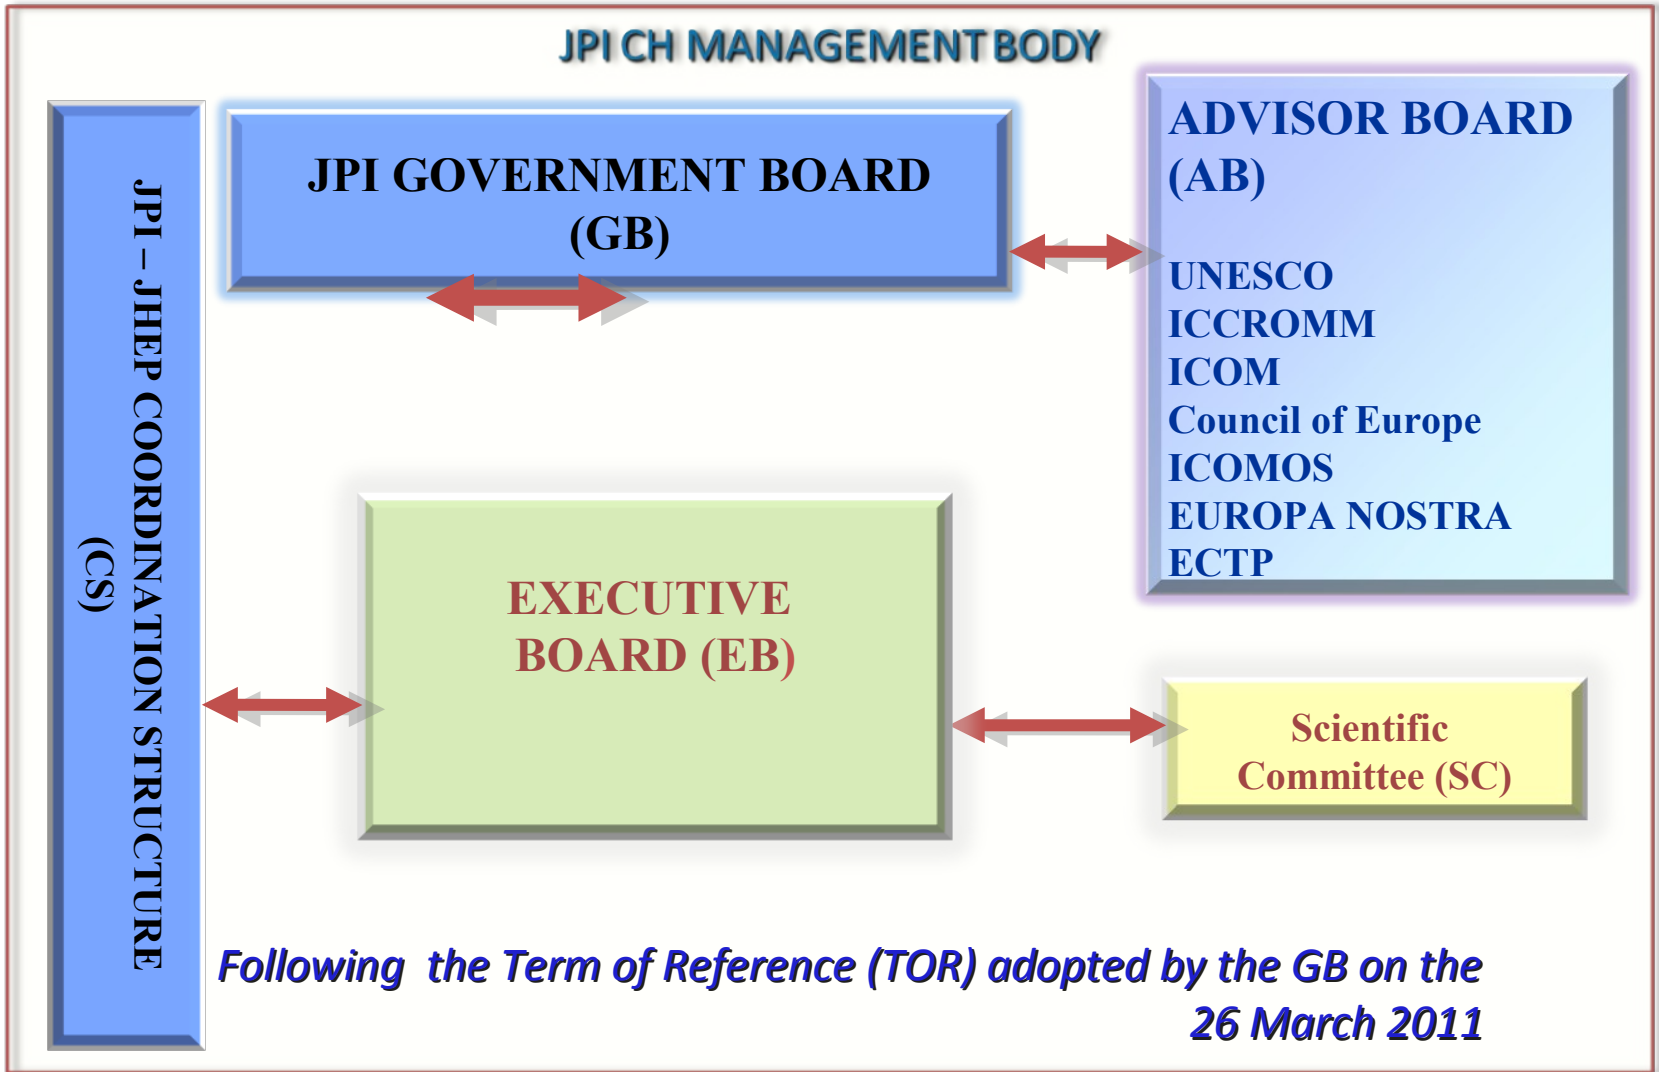 JPI CH MANAGEMENT BODY
JPI – JHEP COORDINATION STRUCTURE
(CS)
JPI GOVERNMENT BOARD
(GB)
ADVISOR BOARD
(AB)
UNESCO
ICCROMM
ICOM
Council of Europe
ICOMOS
EUROPA NOSTRA
ECTP
EXECUTIVE
BOARD (EB)
Scientific
Committee (SC)
Following the Term of Reference (TOR) adopted by the GB on the
26 March 2011